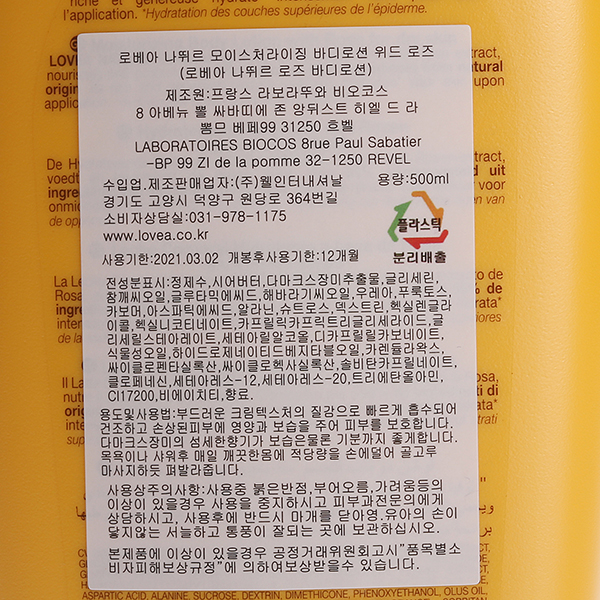 riche et généreuse hydrate
l'application. *Hydratation des couches supérieures de l'épiderme.
로베아 나뛰르 모이스처라이징 바디로션 위드 로즈
(로베아 나뛰르 로즈 바디로션)
제조원:프랑스 라보라뚜와 비오코스
8 아베뉴 뽈 싸바띠에 존 앙뒤스트 히엘 드 라
뽕므 베페99 31250 흐벨
LABORATOIRES BIOCOS 8rue Paul Sabatier
-BP 99 ZI de la pomme 32-1250 REVEL
수입업.제조판매업자:(주)웰인터내셔날 용량:500ml
경기도 고양시 덕양구 원당로 364번길
소비자상담실:031-978-1175
www.lovea.co.kr
플라스틱
분리배출
사용기한:2021.03.02 개봉후사용기한:12개월
전성분표시:정제수,시어버터,다마크스장미추출물,글리세린,
참깨씨오일,글루타믹에씨드,해바라기씨오일,우레아,푸룩토스,
카보머,아스파틱에씨드,알라닌,슈트로스,덱스트린,헥실렌글라
이콜,헥실니코티네이트,카프릴릭카프릭트리글리세라이드,글
리세릴스테아레이트,세테아릴알코올,디카프릴릴카보네이트,
식물성오일,하이드로제네이티드베지타블오일,카렌듈라왁스,
싸이클로펜타실록산,싸이클로헥사실록산,솔비탄카프릴네이트,
클로페네신,세테아레스-12,세테아레스-20,트리에탄올아민,
CI17200,비에이치티,향료.
용도및사용법:부드러운 크림텍스처의 질감으로 빠르게 흡수되어
건조하고 손상된피부에 영양과 보습을 주어 피부를 보호합니다.
다마크스장미의 섬세한향기가 보습은물론 기분까지 좋게합니다.
목욕이나 샤워후 매일 깨끗한몸에 적당량을 손에덜어 골고루
마사지하듯 펴발라줍니다.
사용상주의사항:사용중 붉은반점,부어오름,가려움등의
이상이 있을경우 사용을 중지하시고 피부과전문의에게
상담하시고, 사용후에 반드시 마개를 닫아영.유아의 손이
닿지않는 서늘하고 통풍이 잘되는 곳에 보관하십시오.
본제품에 이상이 있을경우 공정거래위원회고시"품목별소
비자피해보상규정"에 의하여보상받을수 있습니다.
ASPARTIC ACID, ALANINE, SUCROSE, DEXTRIN, DIMETHICONE, PHENOXYETHANOL, OLUS OIL,